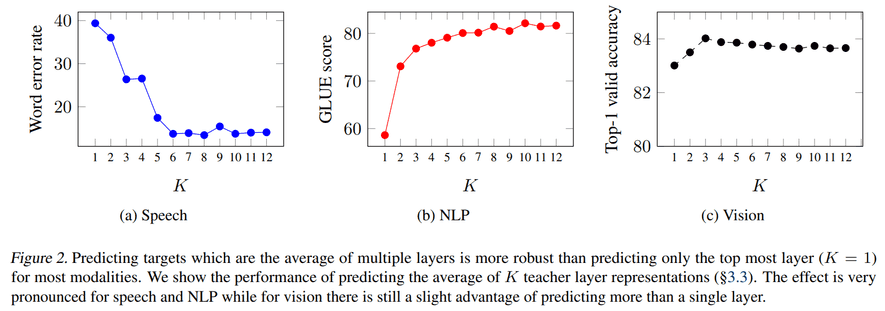 40
30
20
Word error rate
1 2 3 4 5 6 7 8 9 10 11 12
K
(a) Speech
80
70
60
GLUE score
1 2 3 4 5 6 7 8 9 10 11 12
K
(b) NLP
84
82
80
Top-1 valid accuracy
1 2 3 4 5 6 7 8 9 10 11 12
K
(c) Vision
Figure 2. Predicting targets which are the average of multiple layers is more robust than predicting only the top most layer (K = 1)
for most modalities. We show the performance of predicting the average of K teacher layer representations (§3.3). The effect is very
pronounced for speech and NLP while for vision there is still a slight advantage of predicting more than a single layer.